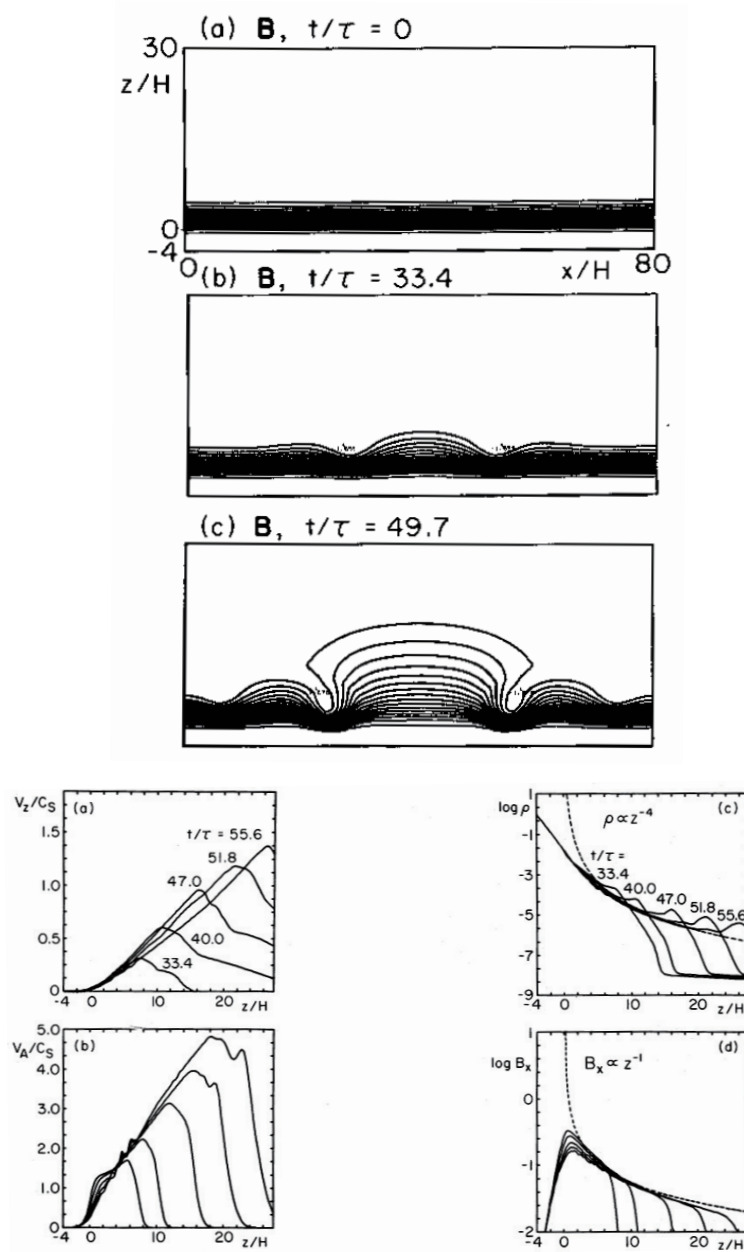 (a) B, t/τ = 0
30
z/H
0
-4
0
x/H
80
(b) B, t/τ = 33.4
(c) B, t/τ = 49.7
V_z/C_S
(a)
1.5
1.0
0.5
0
t/τ = 55.6
51.8
47.0
40.0
33.4
-4 0 10 20 z/H
log ρ
(c)
ρ∝z⁻⁴
1
-1
-3
-5
-7
-9
t/τ =
33.4
40.0
47.0
51.8
55.6
-4 0 10 20 z/H
5.0
V_A/C_S
(b)
4.0
3.0
2.0
1.0
0
-4 0 10 20 z/H
1
log B_x
(d)
B_x ∝ z⁻¹
0
-1
-2
-4 0 10 20 z/H